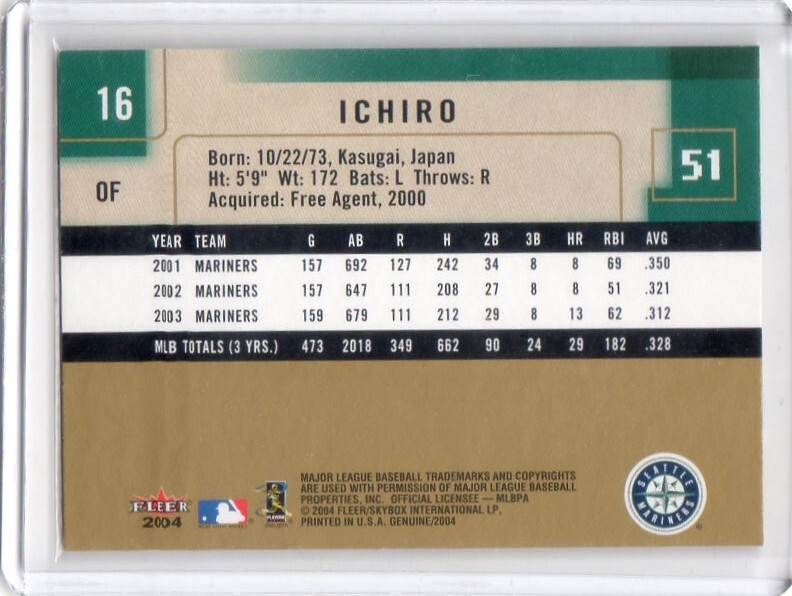 16
ICHIRO
51
OF
Born: 10/22/73, Kasugai, Japan
Ht: 5'9" Wt: 172 Bats: L Throws: R
Acquired: Free Agent, 2000
YEAR TEAM G AB R H 2B 3B HR RBI AVG
2001 MARINERS 157 692 127 242 34 8 8 69 .350
2002 MARINERS 157 647 111 208 27 8 8 51 .321
2003 MARINERS 159 679 111 212 29 8 13 62 .312
MLB TOTALS (3 YRS.) 473 2018 349 662 90 24 29 182 .328
MAJOR LEAGUE BASEBALL TRADEMARKS AND COPYRIGHTS
ARE USED WITH PERMISSION OF MAJOR LEAGUE BASEBALL
PROPERTIES, INC. OFFICIAL LICENSEE — MLBPA
© 2004 FLEER/SKYBOX INTERNATIONAL LP,
PRINTED IN U.S.A. GENUINE/2004
FLEER
2004
PLAYERS
SEATTLE
MARINERS
®